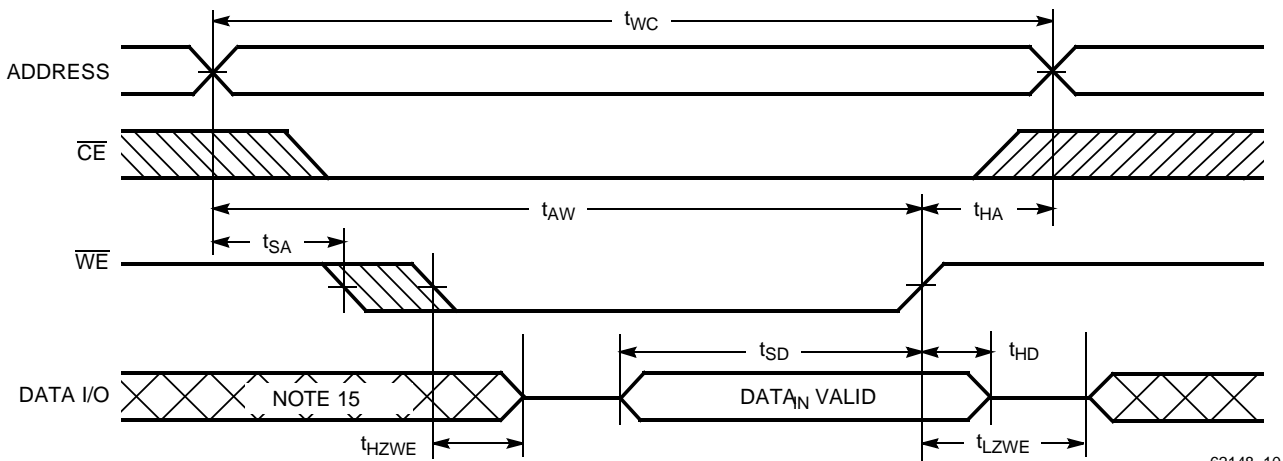 tWC
ADDRESS
CE
tAW
tHA
tSA
WE
tSD
tHD
DATA I/O
NOTE 15
DATAIN VALID
tHZWE
tLZWE